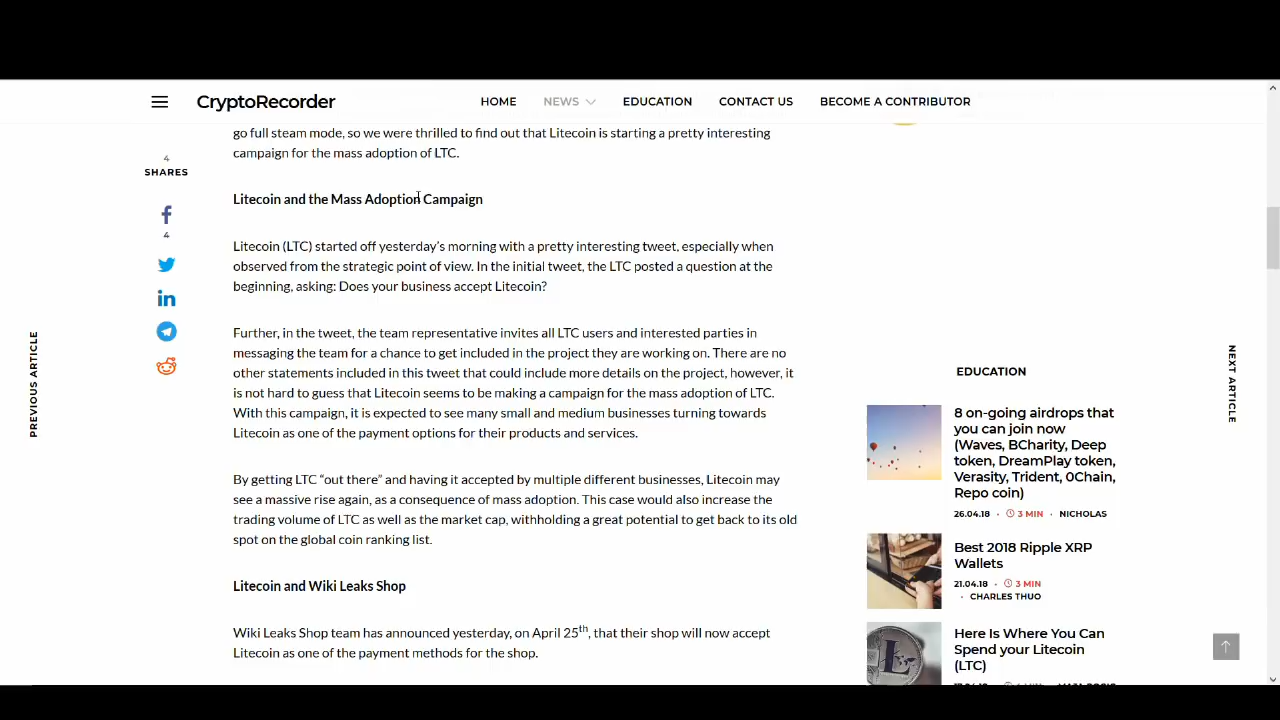 CryptoRecorder
HOME
NEWS
EDUCATION
CONTACT US
BECOME A CONTRIBUTOR
4
SHARES
4
PREVIOUS ARTICLE
go full steam mode, so we were thrilled to find out that Litecoin is starting a pretty interesting
campaign for the mass adoption of LTC.
Litecoin and the Mass Adoption Campaign
Litecoin (LTC) started off yesterday’s morning with a pretty interesting tweet, especially when
observed from the strategic point of view. In the initial tweet, the LTC posted a question at the
beginning, asking: Does your business accept Litecoin?
Further, in the tweet, the team representative invites all LTC users and interested parties in
messaging the team for a chance to get included in the project they are working on. There are no
other statements included in this tweet that could include more details on the project, however, it
is not hard to guess that Litecoin seems to be making a campaign for the mass adoption of LTC.
With this campaign, it is expected to see many small and medium businesses turning towards
Litecoin as one of the payment options for their products and services.
By getting LTC “out there” and having it accepted by multiple different businesses, Litecoin may
see a massive rise again, as a consequence of mass adoption. This case would also increase the
trading volume of LTC as well as the market cap, withholding a great potential to get back to its old
spot on the global coin ranking list.
Litecoin and Wiki Leaks Shop
Wiki Leaks Shop team has announced yesterday, on April 25th, that their shop will now accept
Litecoin as one of the payment methods for the shop.
EDUCATION
8 on-going airdrops that
you can join now
(Waves, BCharity, Deep
token, DreamPlay token,
Verasity, Trident, 0Chain,
Repo coin)
26.04.18 • 3 MIN • NICHOLAS
Best 2018 Ripple XRP
Wallets
21.04.18 • 3 MIN
• CHARLES THUO
Here Is Where You Can
Spend your Litecoin
(LTC)
NEXT ARTICLE